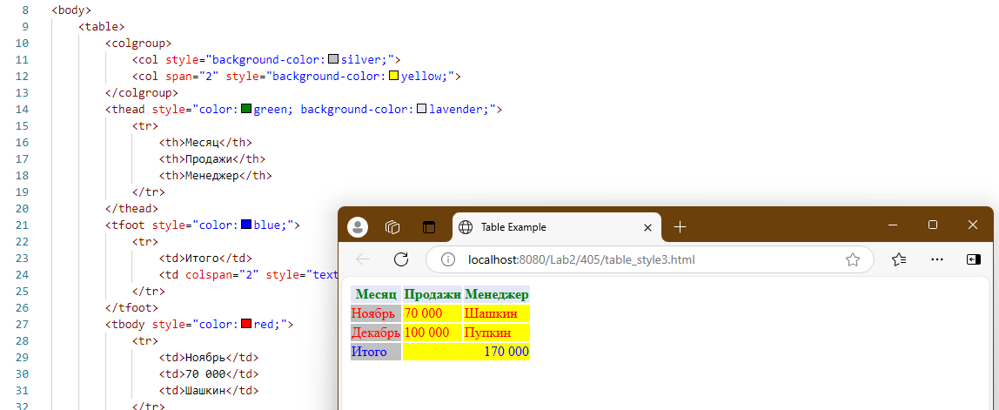 8 <body>
9 <table>
10 <colgroup>
11 <col style="background-color: silver;">
12 <col span="2" style="background-color: yellow;">
13 </colgroup>
14 <thead style="color: green; background-color: lavender;">
15 <tr>
16 <th>Месяц</th>
17 <th>Продажи</th>
18 <th>Менеджер</th>
19 </tr>
20 </thead>
21 <tfoot style="color: blue;">
22 <tr>
23 <td>Итого</td>
24 <td colspan="2" style="text
25 </tr>
26 </tfoot>
27 <tbody style="color: red;">
28 <tr>
29 <td>Ноябрь</td>
30 <td>70 000</td>
31 <td>Шашкин</td>
32 </tr>
Table Example
localhost:8080/Lab2/405/table_style3.html
Месяц Продажи Менеджер
Ноябрь 70 000 Шашкин
Декабрь 100 000 Пупкин
Итого 170 000